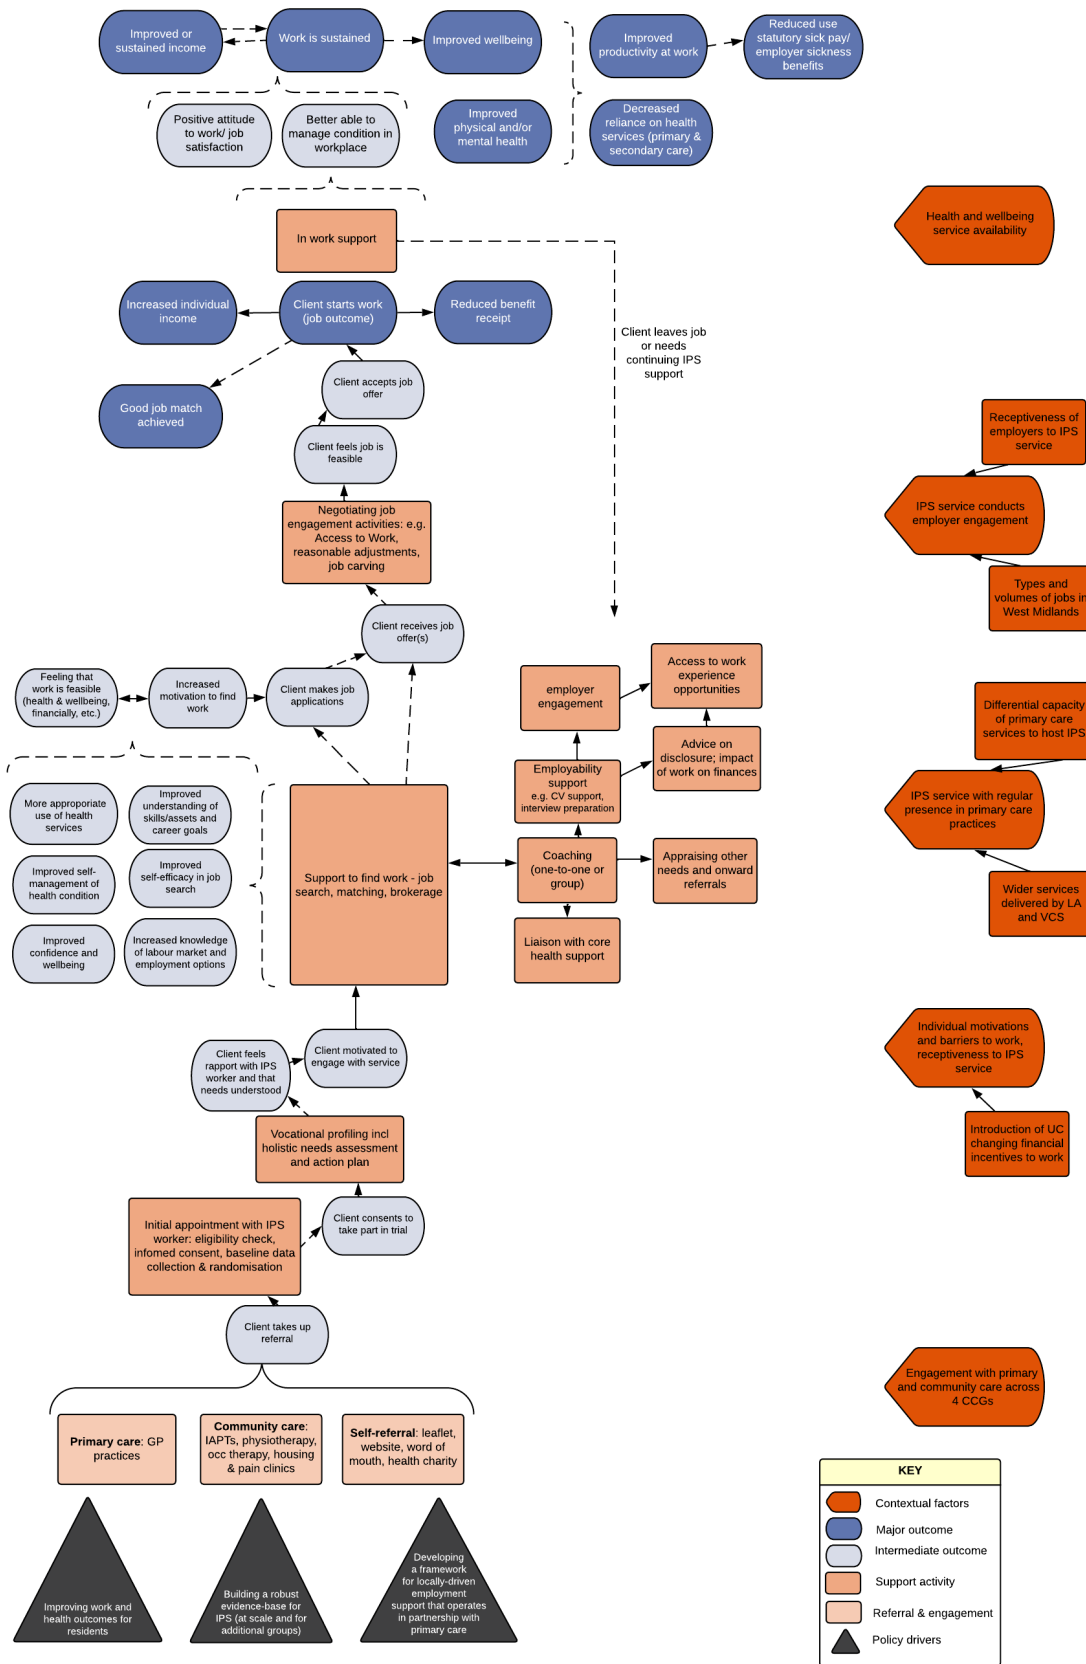 Improved or
sustained income
Work is sustained
Improved wellbeing
Improved
productivity at work
Reduced use
statutory sick pay/
employer sickness
benefits
Positive attitude
to work/ job
satisfaction
Better able to
manage condition in
workplace
Improved
physical and/or
mental health
Decreased
reliance on health
services (primary &
secondary care)
In work support
Health and wellbeing
service availability
Increased individual
income
Client starts work
(job outcome)
Reduced benefit
receipt
Client leaves job
or needs
continuing IPS
support
Good job match
achieved
Client accepts job
offer
Client feels job is
feasible
Receptiveness of
employers to IPS
service
IPS service conducts
employer engagement
Types and
volumes of jobs in
West Midlands
Negotiating job
engagement activities: e.g.
Access to Work,
reasonable adjustments,
job carving
Client receives job
offer(s)
Feeling that
work is feasible
(health & wellbeing,
financially, etc.)
Increased
motivation to find
work
Client makes job
applications
employer
engagement
Access to work
experience
opportunities
Differential capacity
of primary care
services to host IPS
Employability
support
e.g. CV support,
interview preparation
Advice on
disclosure; impact
of work on finances
IPS service with regular
presence in primary care
practices
More approporiate
use of health
services
Improved
understanding of
skills/assets and
career goals
Improved self-
management of
health condition
Improved
self-efficacy in job
search
Improved
confidence and
wellbeing
Increased knowledge
of labour market and
employment options
Support to find work - job
search, matching, brokerage
Coaching
(one-to-one or
group)
Appraising other
needs and onward
referrals
Wider services
delivered by LA
and VCS
Liaison with core
health support
Client feels
rapport with IPS
worker and that
needs understood
Client motivated to
engage with service
Individual motivations
and barriers to work,
receptiveness to IPS
service
Introduction of UC
changing financial
incentives to work
Vocational profiling incl
holistic needs assessment
and action plan
Client consents to
take part in trial
Initial appointment with IPS
worker: eligibility check,
infomed consent, baseline data
collection & randomisation
Client takes up
referral
Engagement with primary
and community care across
4 CCGs
Primary care: GP
practices
Community care:
IAPTs, physiotherapy,
occ therapy, housing
& pain clinics
Self-referral: leaflet,
website, word of
mouth, health charity
Improving work and
health outcomes for
residents
Building a robust
evidence-base for
IPS (at scale and for
additional groups)
Developing
a framework
for locally-driven
employment
support that operates
in partnership with
primary care
KEY
Contextual factors
Major outcome
Intermediate outcome
Support activity
Referral & engagement
Policy drivers